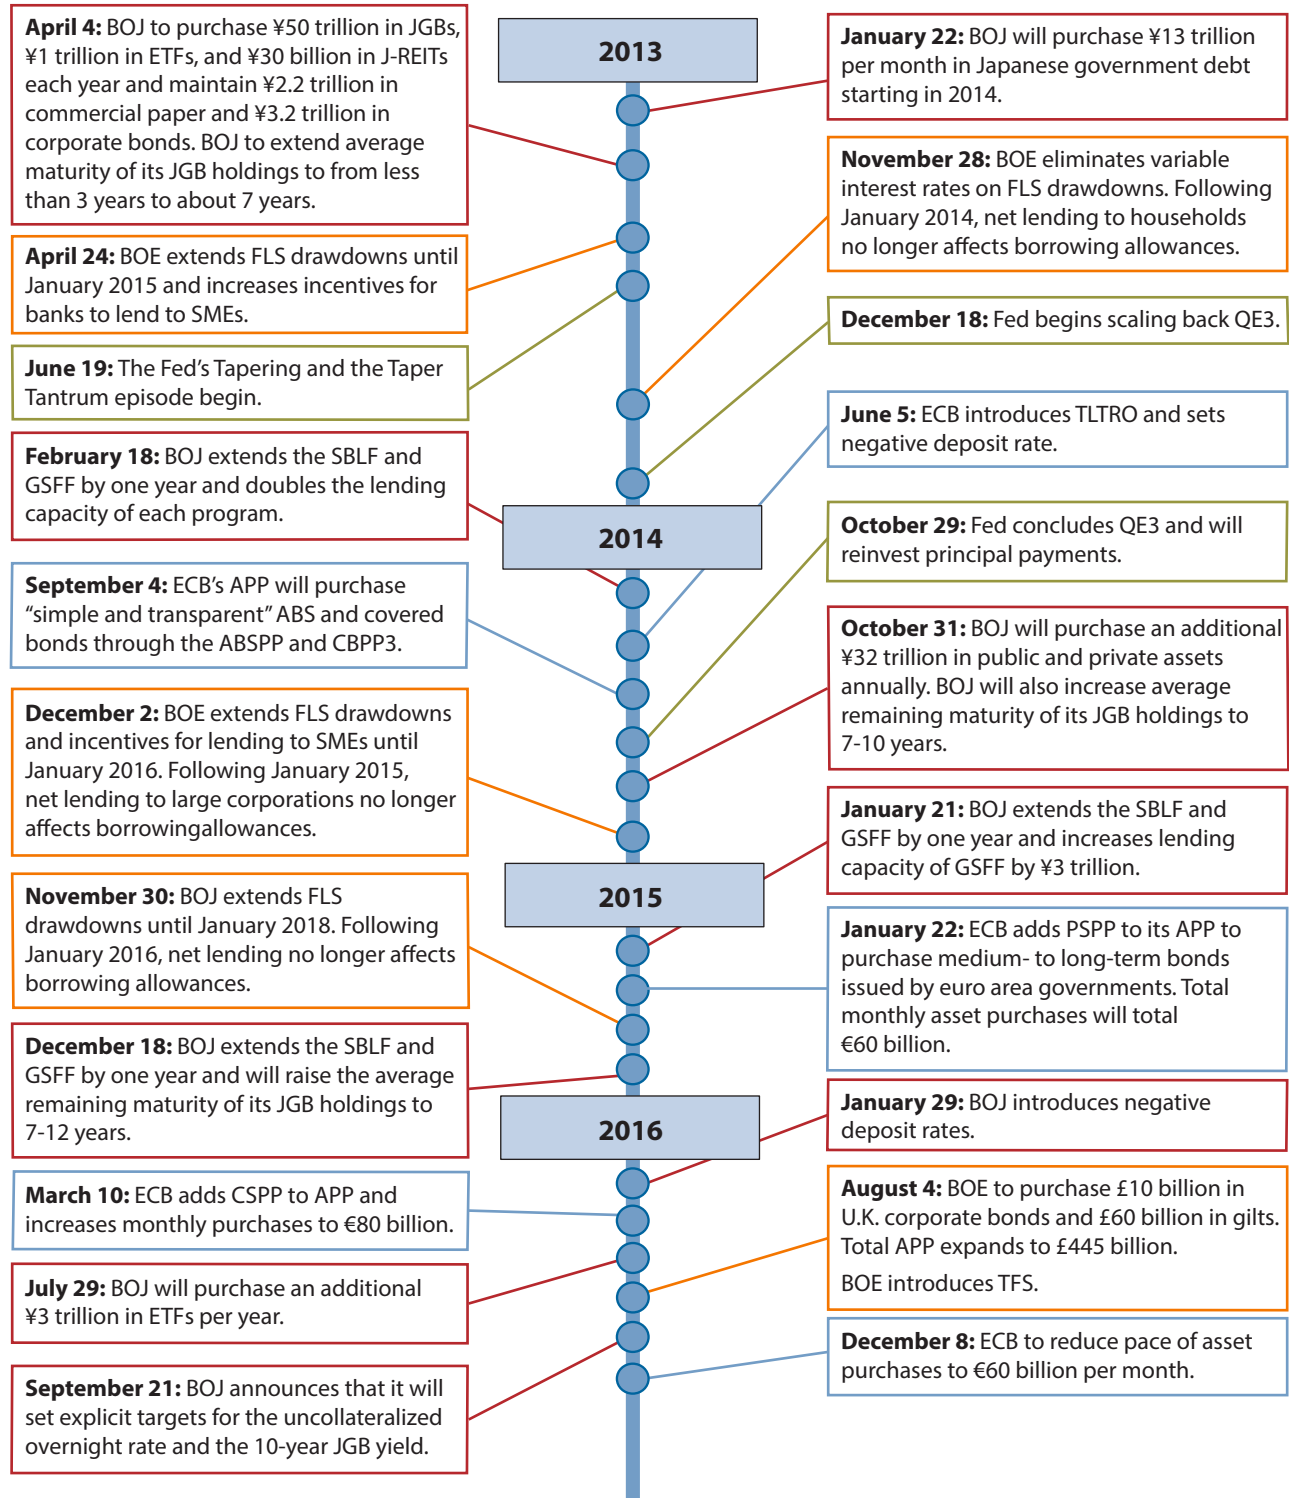 2013
January 22: BOJ will purchase ¥13 trillion
per month in Japanese government debt
starting in 2014.
April 4: BOJ to purchase ¥50 trillion in JGBs,
¥1 trillion in ETFs, and ¥30 billion in J-REITs
each year and maintain ¥2.2 trillion in
commercial paper and ¥3.2 trillion in
corporate bonds. BOJ to extend average
maturity of its JGB holdings to from less
than 3 years to about 7 years.
April 24: BOE extends FLS drawdowns until
January 2015 and increases incentives for
banks to lend to SMEs.
June 19: The Fed's Tapering and the Taper
Tantrum episode begin.
November 28: BOE eliminates variable
interest rates on FLS drawdowns. Following
January 2014, net lending to households
no longer affects borrowing allowances.
December 18: Fed begins scaling back QE3.
2014
February 18: BOJ extends the SBLF and
GSFF by one year and doubles the lending
capacity of each program.
June 5: ECB introduces TLTRO and sets
negative deposit rate.
September 4: ECB's APP will purchase
“simple and transparent” ABS and covered
bonds through the ABSPP and CBPP3.
October 29: Fed concludes QE3 and will
reinvest principal payments.
October 31: BOJ will purchase an additional
¥32 trillion in public and private assets
annually. BOJ will also increase average
remaining maturity of its JGB holdings to
7-10 years.
December 2: BOE extends FLS drawdowns
and incentives for lending to SMEs until
January 2016. Following January 2015,
net lending to large corporations no longer
affects borrowingallowances.
2015
January 21: BOJ extends the SBLF and
GSFF by one year and increases lending
capacity of GSFF by ¥3 trillion.
January 22: ECB adds PSPP to its APP to
purchase medium- to long-term bonds
issued by euro area governments. Total
monthly asset purchases will total
€60 billion.
November 30: BOJ extends FLS
drawdowns until January 2018. Following
January 2016, net lending no longer affects
borrowing allowances.
December 18: BOJ extends the SBLF and
GSFF by one year and will raise the average
remaining maturity of its JGB holdings to
7-12 years.
2016
January 29: BOJ introduces negative
deposit rates.
March 10: ECB adds CSPP to APP and
increases monthly purchases to €80 billion.
July 29: BOJ will purchase an additional
¥3 trillion in ETFs per year.
August 4: BOE to purchase £10 billion in
U.K. corporate bonds and £60 billion in gilts.
Total APP expands to £445 billion.
BOE introduces TFS.
September 21: BOJ announces that it will
set explicit targets for the uncollateralized
overnight rate and the 10-year JGB yield.
December 8: ECB to reduce pace of asset
purchases to €60 billion per month.